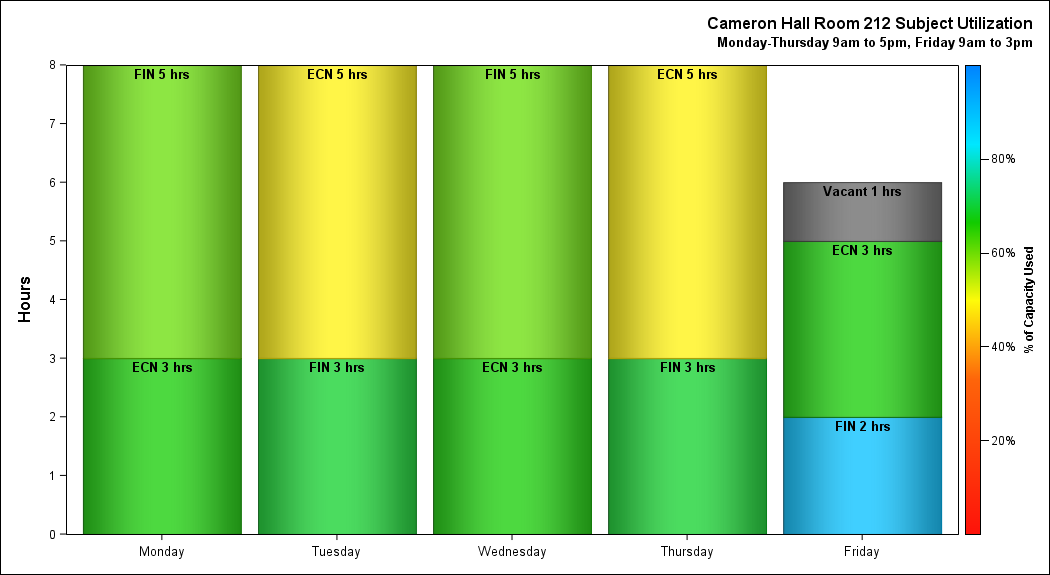 Cameron Hall Room 212 Subject Utilization
Monday-Thursday 9am to 5pm, Friday 9am to 3pm
Hours
8
7
6
5
4
3
2
1
0
FIN 5 hrs
ECN 3 hrs
ECN 5 hrs
FIN 3 hrs
FIN 5 hrs
ECN 3 hrs
ECN 5 hrs
FIN 3 hrs
Vacant 1 hrs
ECN 3 hrs
FIN 2 hrs
Monday
Tuesday
Wednesday
Thursday
Friday
80%
60%
40%
20%
% of Capacity Used